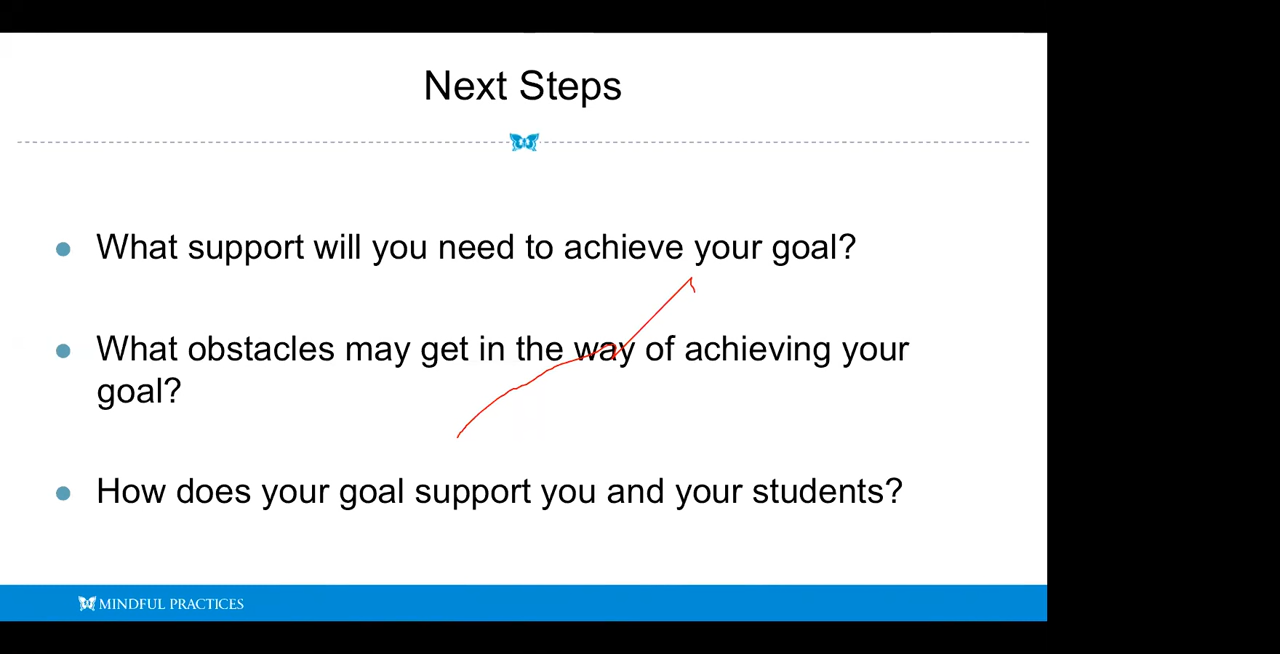 Next Steps
What support will you need to achieve your goal?
What obstacles may get in the way of achieving your
goal?
How does your goal support you and your students?
MINDFUL PRACTICES